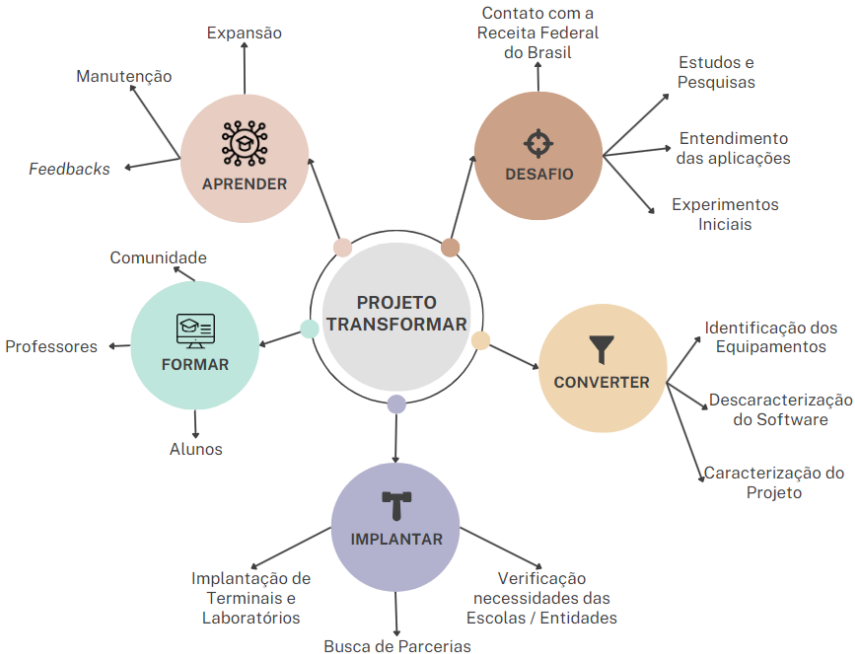 Expansão
Manutenção
Feedbacks
APRENDER
Contato com a
Receita Federal
do Brasil
Estudos e
Pesquisas
Entendimento
das aplicações
Experimentos
Iniciais
DESAFIO
PROJETO
TRANSFORMAR
Comunidade
Professores
FORMAR
Alunos
CONVERTER
Identificação dos
Equipamentos
Descaracterização
do Software
Caracterização do
Projeto
IMPLANTAR
Implantação de
Terminais e
Laboratórios
Busca de Parcerias
Verificação
necessidades das
Escolas / Entidades